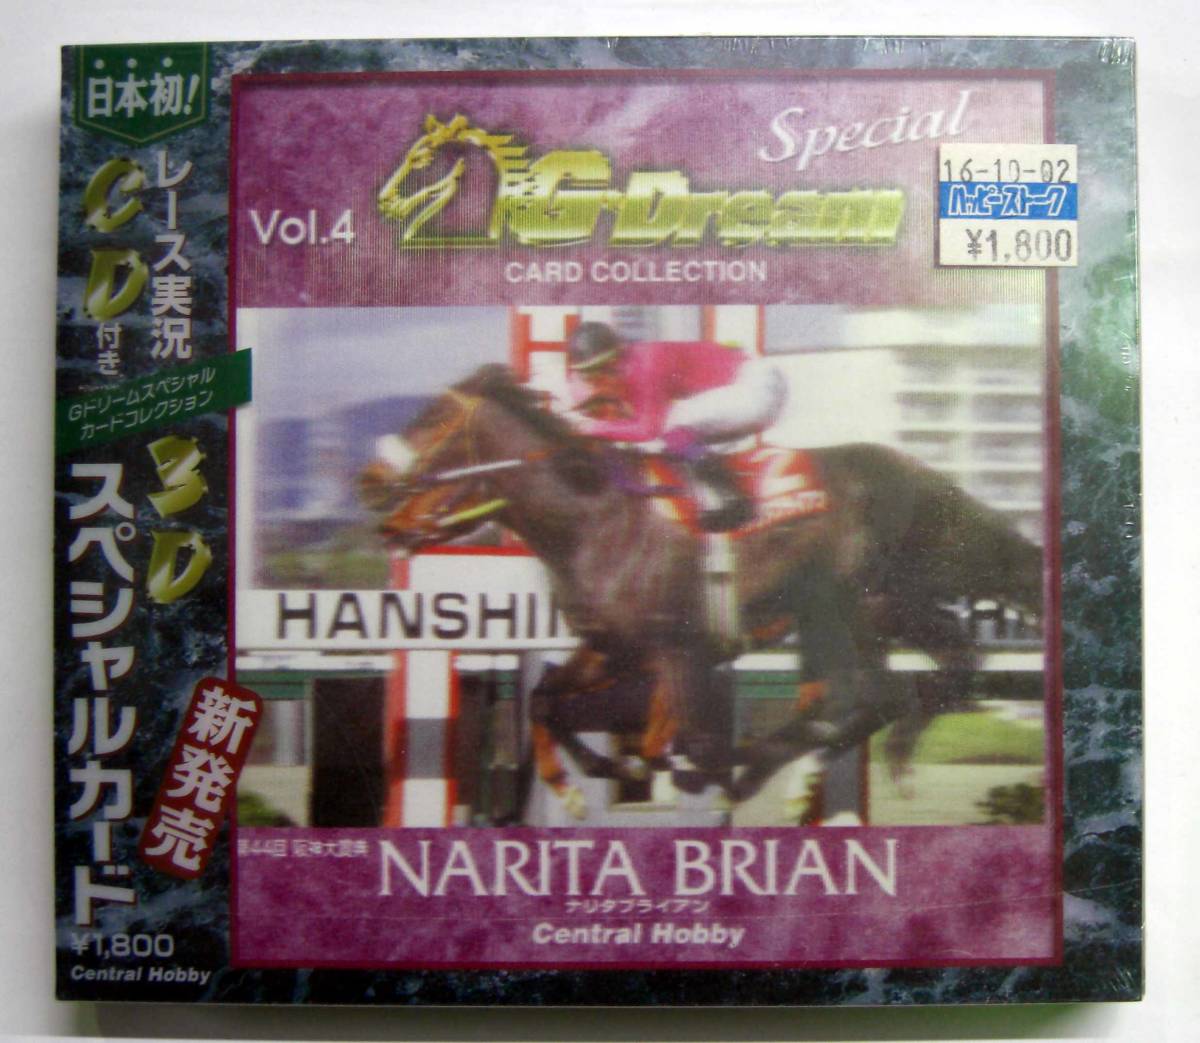 日本初!
レース実況
CD付き
Gドリームスペシャル
カードコレクション
3D
スペシャルカード
新発売
¥1,800
Central Hobby
Special
Vol.4
G-Dream
CARD COLLECTION
16-10-02
ハッピーストーク
¥1,800
HANSHIN
第44回 阪神大賞典
NARITA BRIAN
ナリタブライアン
Central Hobby